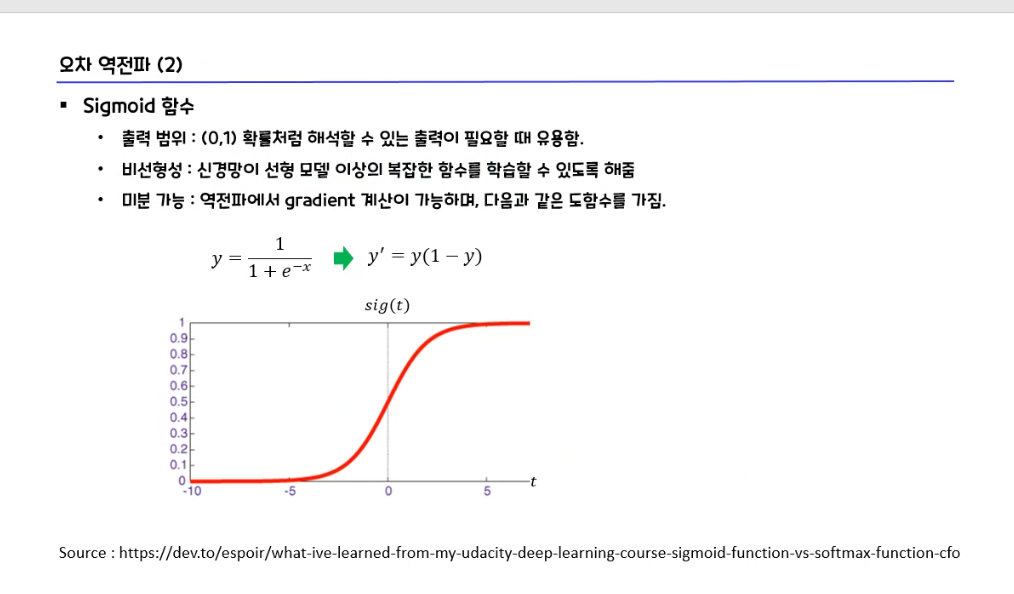 오차 역전파 (2)
▪ Sigmoid 함수
• 출력 범위 : (0,1) 확률처럼 해석할 수 있는 출력이 필요할 때 유용함.
• 비선형성 : 신경망이 선형 모델 이상의 복잡한 함수를 학습할 수 있도록 해줌
• 미분 가능 : 역전파에서 gradient 계산이 가능하며, 다음과 같은 도함수를 가짐.
y = 1 / (1 + e^{-x}) y′ = y(1 − y)
sig(t)
1
0.9
0.8
0.7
0.6
0.5
0.4
0.3
0.2
0.1
0
-10 -5 0 5 t
Source : https://dev.to/espoir/what-ive-learned-from-my-udacity-deep-learning-course-sigmoid-function-vs-softmax-function-cfo